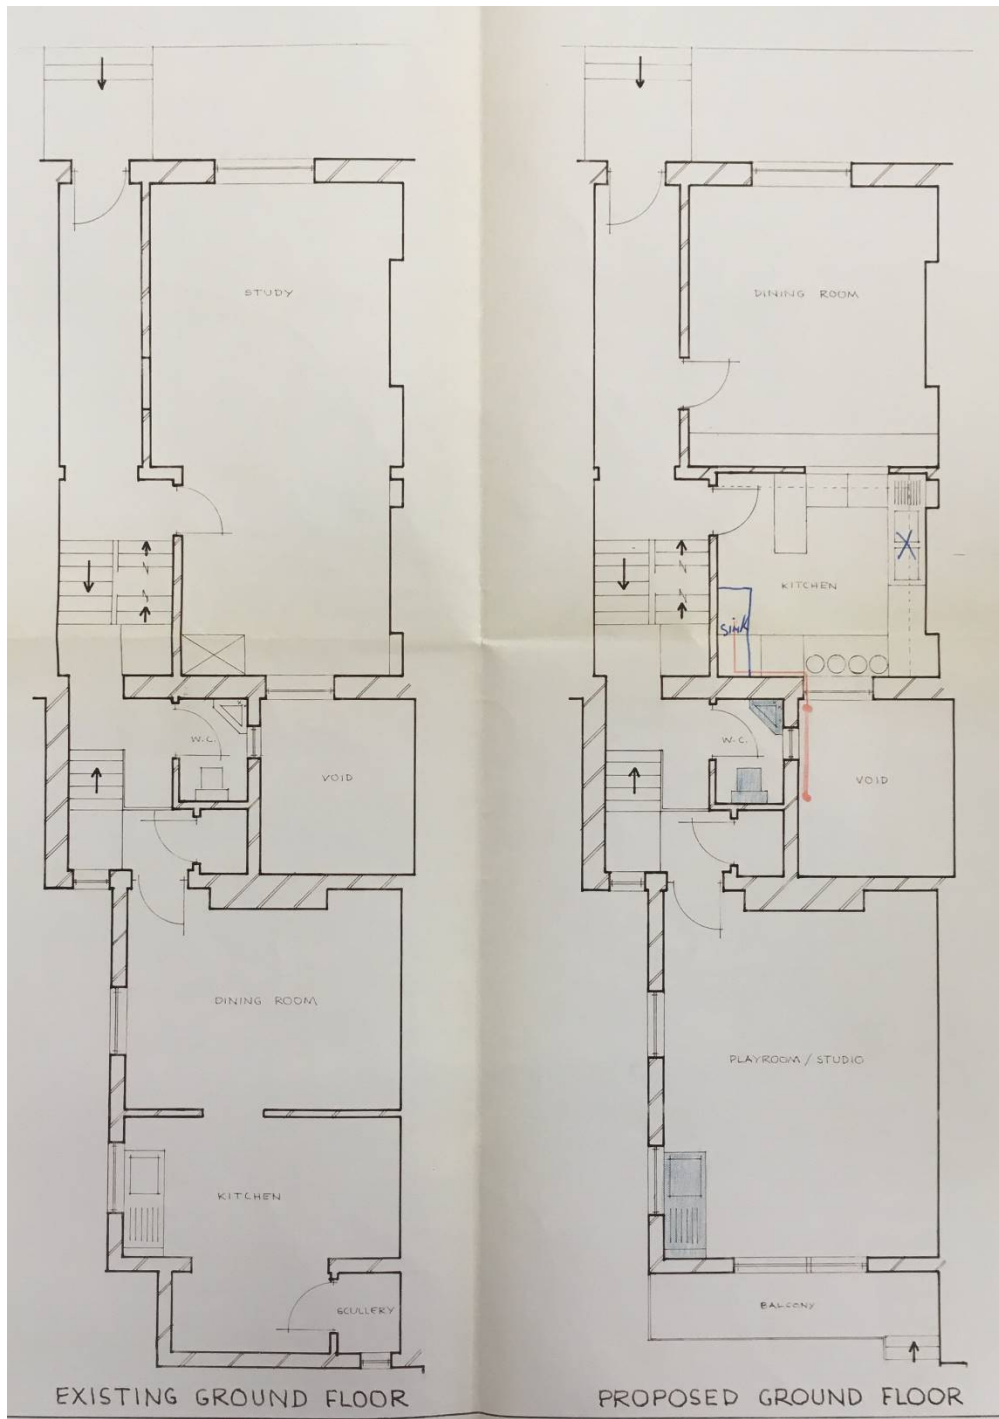 STUDY
W.C.
VOID
DINING ROOM
KITCHEN
SCULLERY
EXISTING GROUND FLOOR
DINING ROOM
KITCHEN
sink
W.C.
VOID
PLAYROOM / STUDIO
BALCONY
PROPOSED GROUND FLOOR